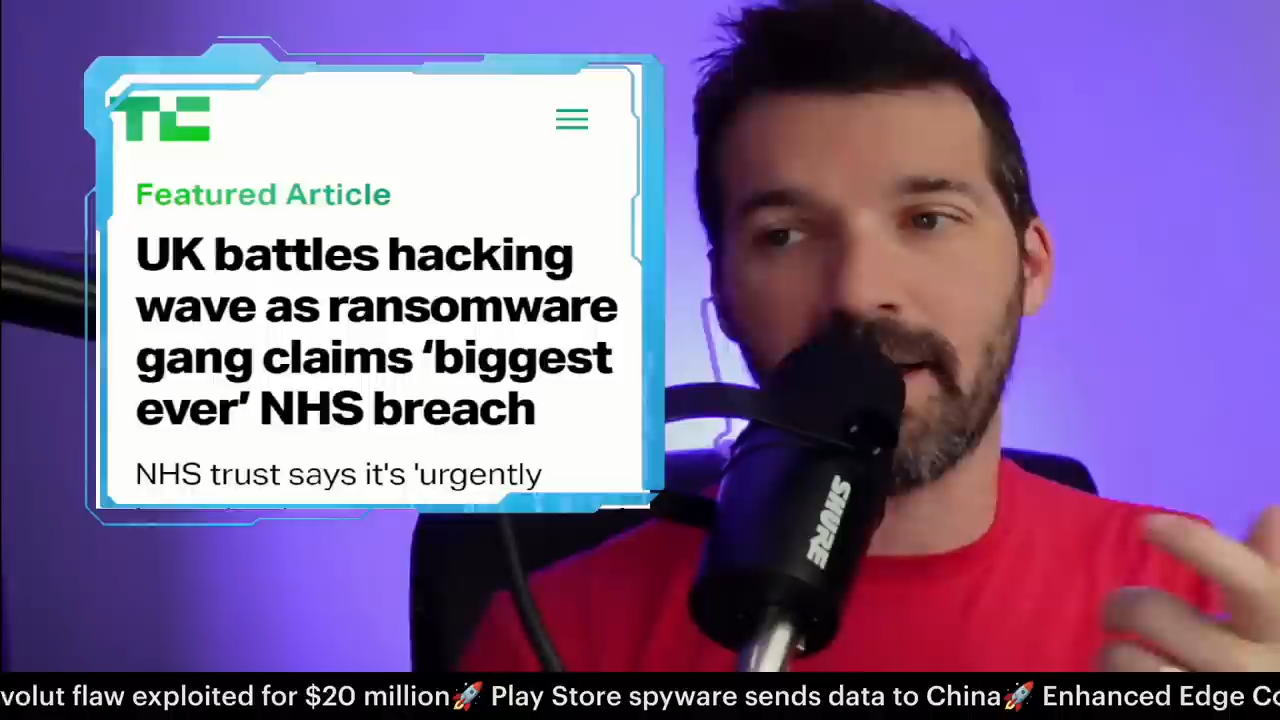 TC
Featured Article
UK battles hacking
wave as ransomware
gang claims ‘biggest
ever’ NHS breach
NHS trust says it's 'urgently
SHURE
volut flaw exploited for $20 million🚀 Play Store spyware sends data to China🚀 Enhanced Edge Co